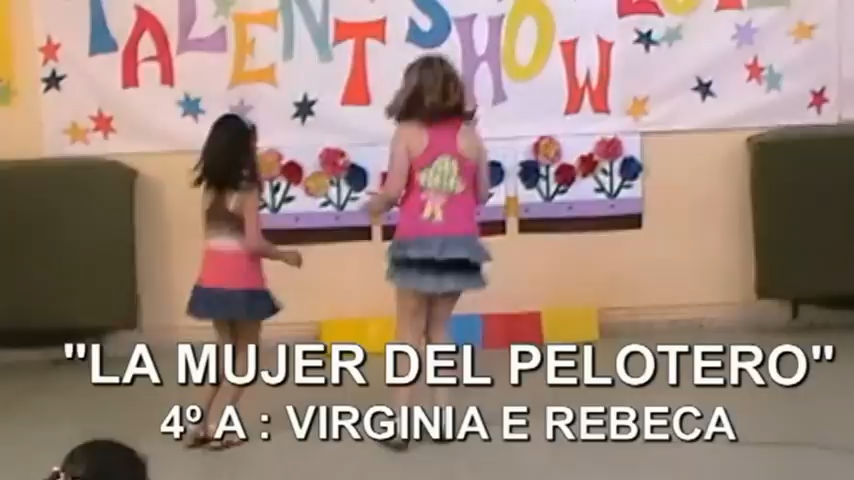 TALENT SHOW
"LA MUJER DEL PELOTERO"
4º A : VIRGINIA E REBECA